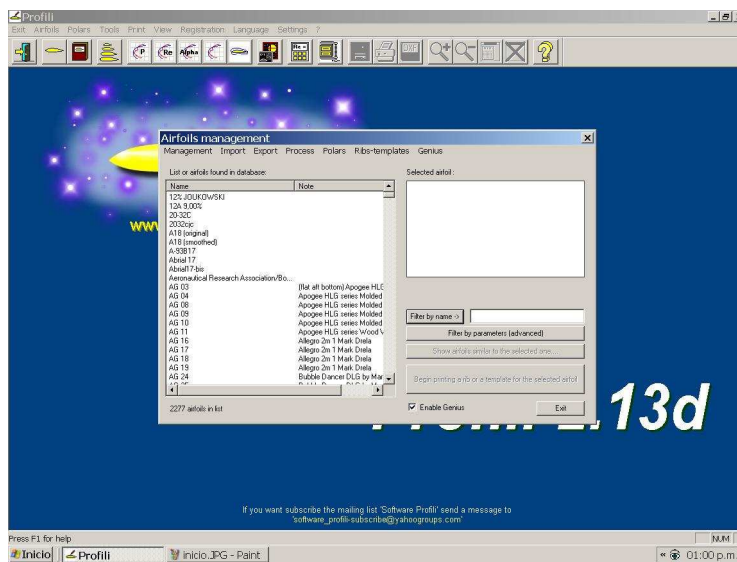 Profili
Exit Airfoils Polars Tools Print View Registration Language Settings ?
P Re Alpha
Re -
DXF
www
Airfoils management
Management Import Export Process Polars Ribs-templates Genius
List or airfoils found in database:
Selected airfoil :
Name Note
12% JOUKOWSKI
12A 9,00%
20-32C
2032cjc
A18 (original)
A18 (smoothed)
A-93B17
Abrial 17
Abrial17-bis
Aeronautical Research Association/Bo...
AG 03 (flat aft bottom) Apogee HLG
AG 04 Apogee HLG series Molded
AG 08 Apogee HLG series Molded
AG 09 Apogee HLG series Molded
AG 10 Apogee HLG series Molded
AG 11 Apogee HLG series Wood
AG 16 Allegro 2m 1 Mark Drela
AG 17 Allegro 2m 1 Mark Drela
AG 18 Allegro 2m 1 Mark Drela
AG 19 Allegro 2m 1 Mark Drela
AG 24 Bubble Dancer DLG by Mar
Filter by name ->
Filter by parameters (advanced)
Show airfoils similar to the selected one....
Begin printing a rib or a template for the selected airfoil
2277 airfoils in list
Enable Genius
Exit
.13d
If you want subscribe the mailing list 'Software Profili' send a message to
'software_profili-subscribe@yahoogroups.com'
Press F1 for help
NUM
Inicio
Profili
inicio.JPG - Paint
« 01:00 p.m.